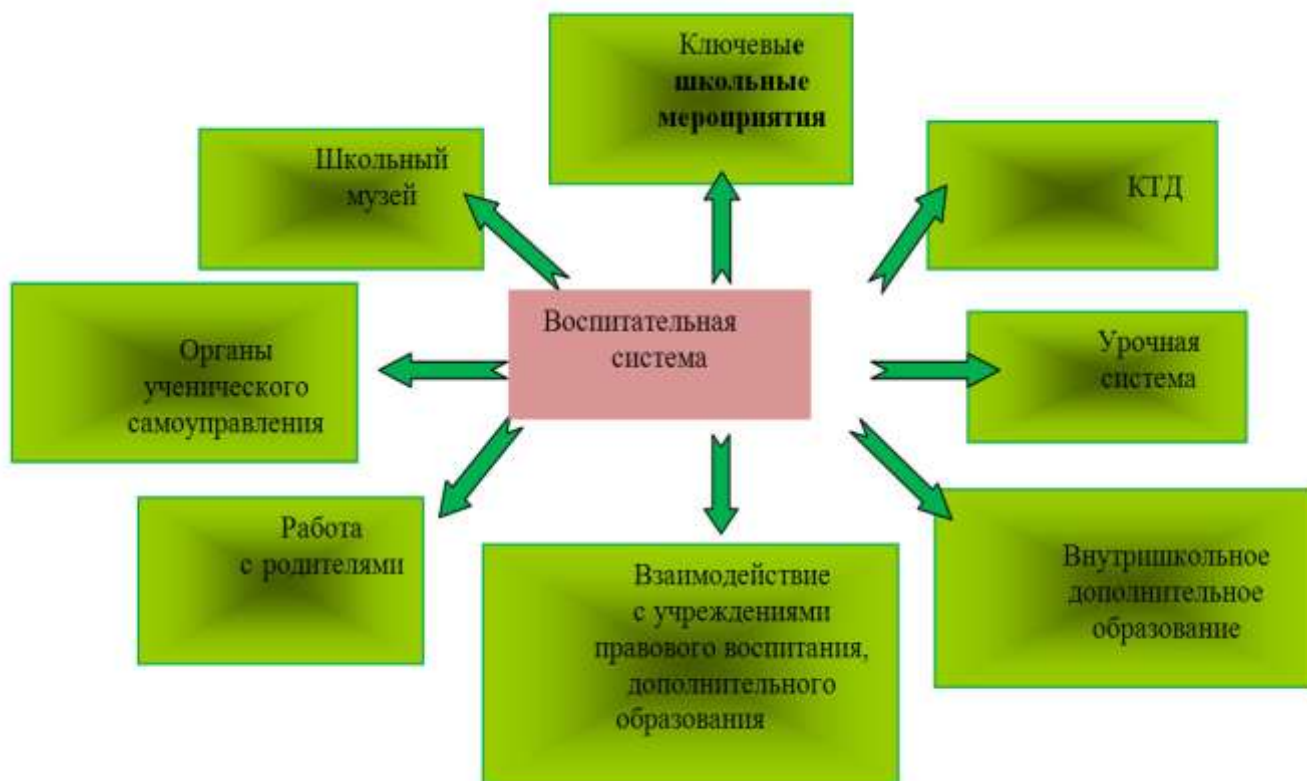 Ключевые
школьные
мероприятия
Школьный
музей
КТД
Воспитательная
система
Органы
ученического
самоуправления
Урочная
система
Работа
с родителями
Взаимодействие
с учреждениями
правового воспитания,
дополнительного
образования
Внутришкольное
дополнительное
образование